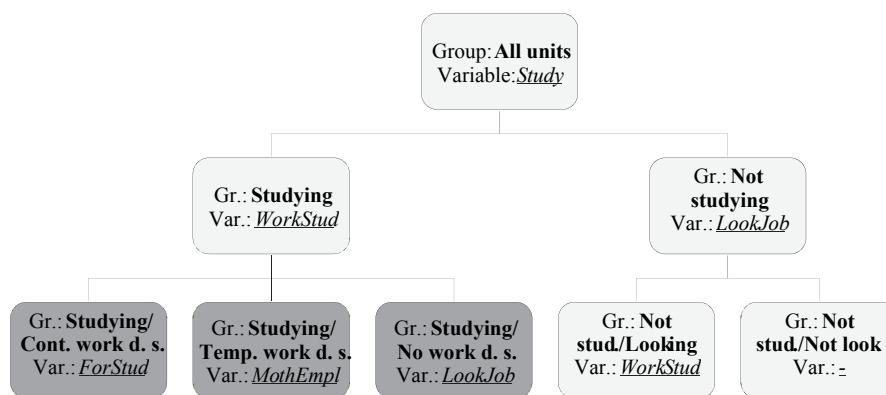 Group: All units
Variable: Study
Gr.: Studying
Var.: WorkStud
Gr.: Not
studying
Var.: LookJob
Gr.: Studying/
Cont. work d. s.
Var.: ForStud
Gr.: Studying/
Temp. work d. s.
Var.: MothEmpl
Gr.: Studying/
No work d. s.
Var.: LookJob
Gr.: Not
stud./Looking
Var.: WorkStud
Gr.: Not
stud./Not look
Var.: -